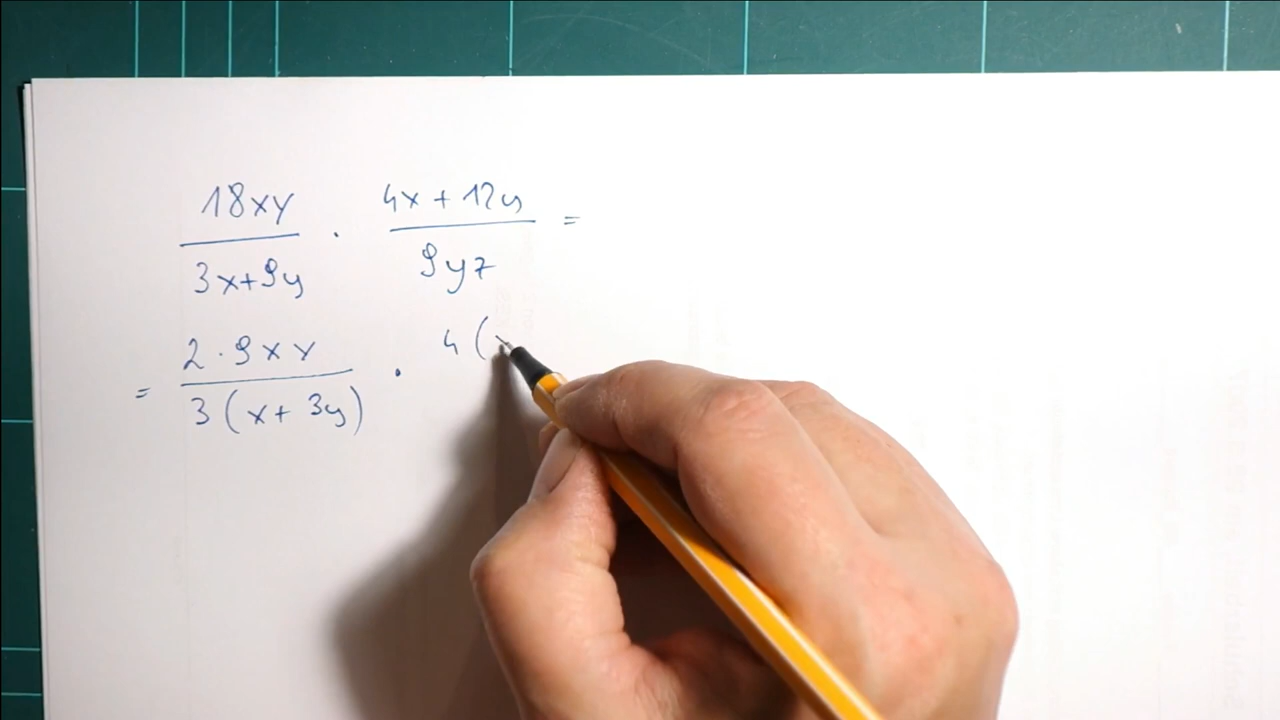 18xy / 3x+9y · 4x + 12y / 9yz =
= 2 · 9xy / 3(x + 3y) · 4(x